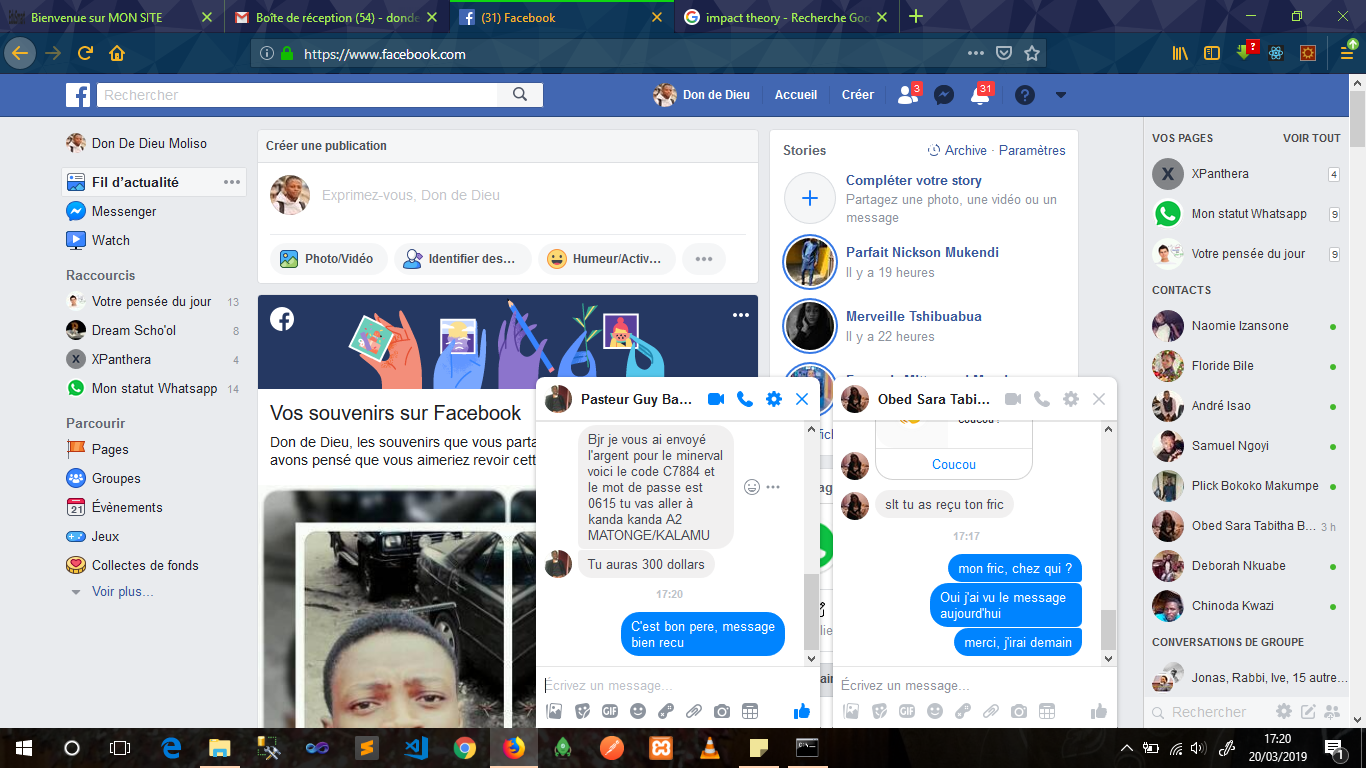 Bienvenue sur MON SITE
Boîte de réception (54) - donde
(31) Facebook
impact theory - Recherche Goo
https://www.facebook.com
Rechercher
Don de Dieu
Accueil
Créer
3
31
Don De Dieu Moliso
Fil d'actualité
Messenger
Watch
Raccourcis
Votre pensée du jour 13
Dream Scho'ol 8
X XPanthera 4
Mon statut Whatsapp 14
Parcourir
Pages
Groupes
21 Évènements
Jeux
Collectes de fonds
Voir plus...
Créer une publication
Exprimez-vous, Don de Dieu
Photo/Vidéo
Identifier des...
Humeur/Activ...
Vos souvenirs sur Facebook
Don de Dieu, les souvenirs que vous parta
avons pensé que vous aimeriez revoir cett
Stories
Archive · Paramètres
Compléter votre story
Partagez une photo, une vidéo ou un
message
Parfait Nickson Mukendi
Il y a 19 heures
Merveille Tshibuabua
Il y a 22 heures
Pasteur Guy Ba...
Bjr je vous ai envoyé
l'argent pour le minerval
voici le code C7884 et
le mot de passe est
0615 tu vas aller à
kanda kanda A2
MATONGE/KALAMU
Tu auras 300 dollars
17:20
C'est bon pere, message
bien recu
Écrivez un message...
GIF
Obed Sara Tabi...
Coucou
slt tu as reçu ton fric
17:17
mon fric, chez qui ?
Oui j'ai vu le message
aujourd'hui
merci, j'irai demain
Écrivez un message...
GIF
VOS PAGES
VOIR TOUT
X XPanthera 4
Mon statut Whatsapp 9
Votre pensée du jour 9
CONTACTS
Naomie Izansone
Floride Bile
André Isao
Samuel Ngoyi
Plick Bokoko Makumpe
Obed Sara Tabitha B... 3 h
Deborah Nkuabe
Chinoda Kwazi
CONVERSATIONS DE GROUPE
Jonas, Rabbi, Ive, 15 autre...
Rechercher
17:20
20/03/2019
1